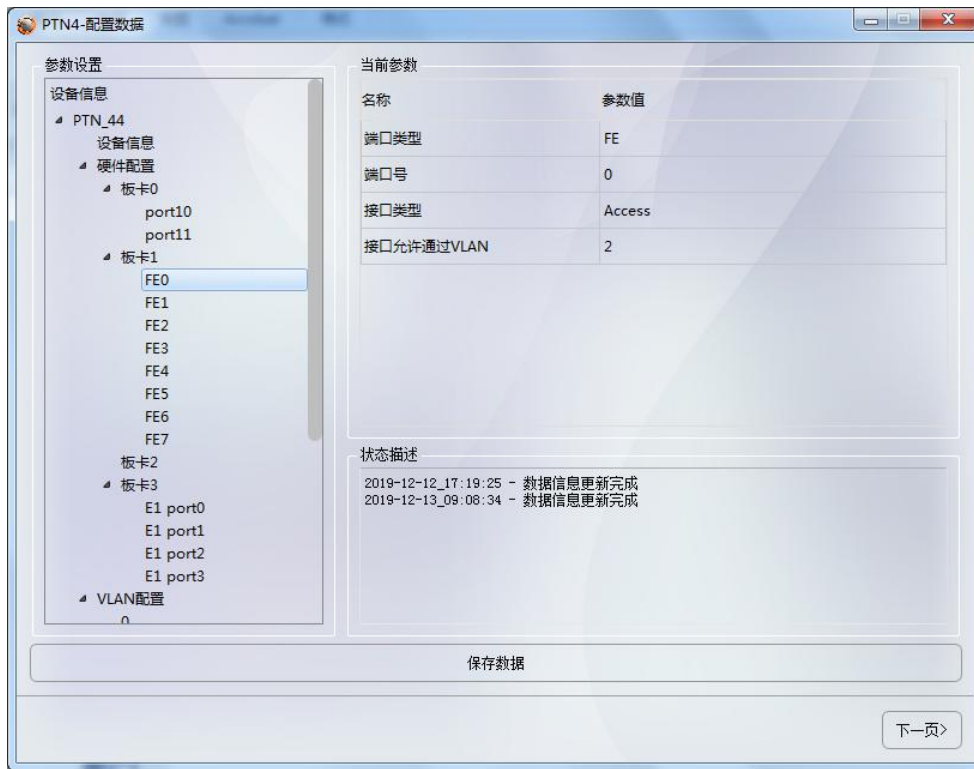 PTN4-配置数据
参数设置
设备信息
PTN_44
设备信息
硬件配置
板卡0
port10
port11
板卡1
FE0
FE1
FE2
FE3
FE4
FE5
FE6
FE7
板卡2
板卡3
E1 port0
E1 port1
E1 port2
E1 port3
VLAN配置
0
当前参数
名称 参数值
端口类型 FE
端口号 0
接口类型 Access
接口允许通过VLAN 2
状态描述
2019-12-12_17:19:25 - 数据信息更新完成
2019-12-13_09:08:34 - 数据信息更新完成
保存数据
下一页>